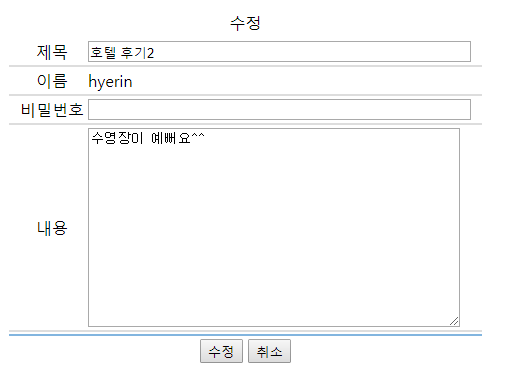 수정
제목 호텔 후기2
이름 hyerin
비밀번호
수영장이 예뻐요^^
내용
수정 취소